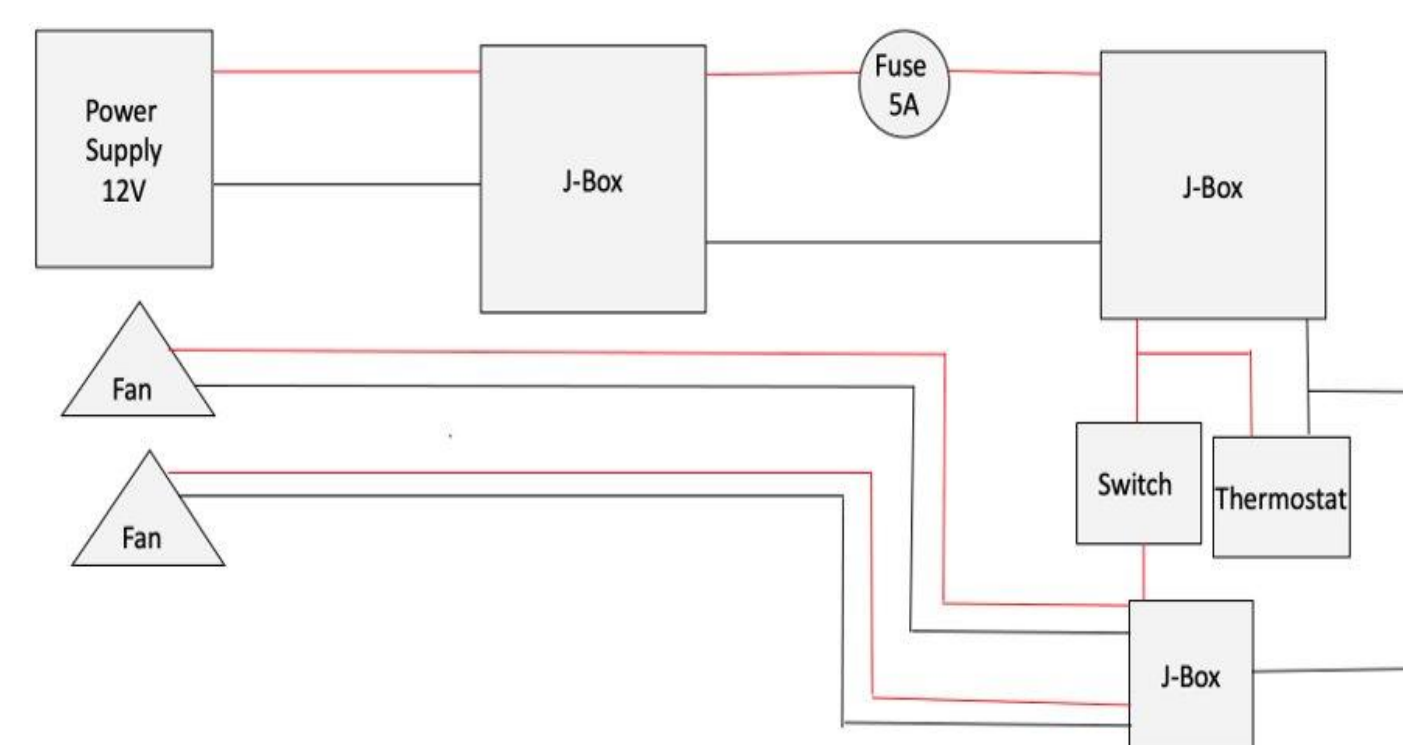 Power
Supply
12V
J-Box
Fuse
5A
J-Box
Fan
Fan
Switch
Thermostat
J-Box